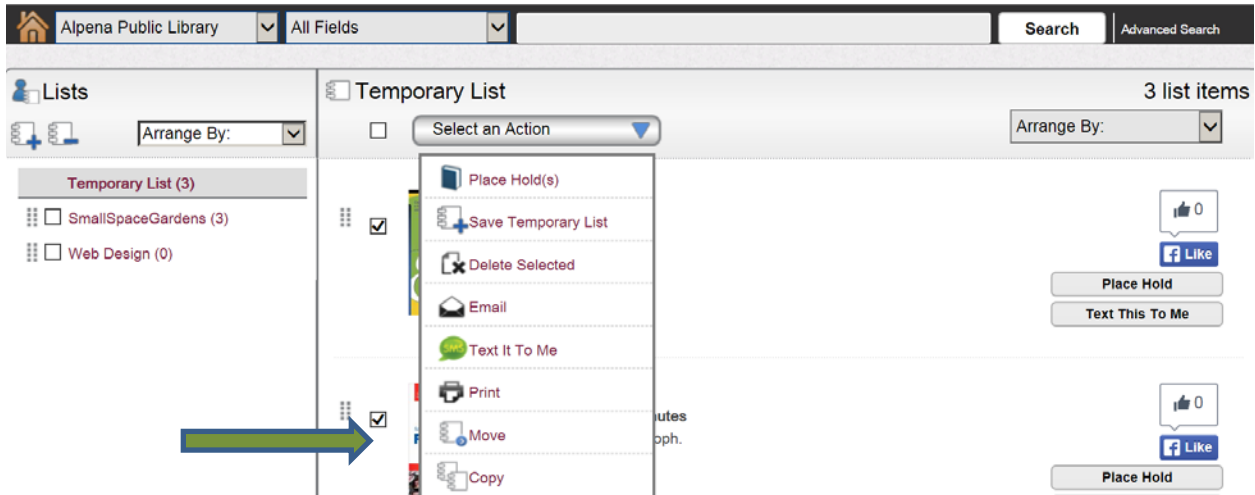 Alpena Public Library
All Fields
Search
Advanced Search
Lists
Arrange By:
Temporary List (3)
SmallSpaceGardens (3)
Web Design (0)
Temporary List
3 list items
Select an Action
Arrange By:
Place Hold(s)
Save Temporary List
Delete Selected
Email
SMS Text It To Me
Print
Move
Copy
0
f Like
Place Hold
Text This To Me
utes
oph.
0
f Like
Place Hold